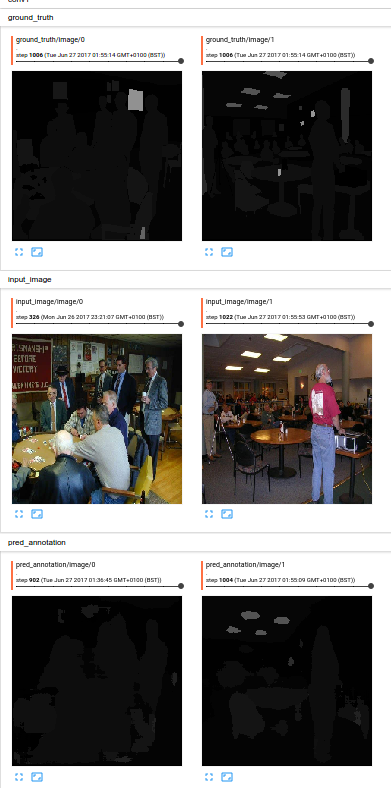 ground_truth
ground_truth/image/0
step 1006 (Tue Jun 27 2017 01:55:14 GMT+0100 (BST))
ground_truth/image/1
step 1006 (Tue Jun 27 2017 01:55:14 GMT+0100 (BST))
input_image
input_image/image/0
step 326 (Mon Jun 26 2017 23:21:07 GMT+0100 (BST))
input_image/image/1
step 1022 (Tue Jun 27 2017 01:55:53 GMT+0100 (BST))
VICTORY
pred_annotation
pred_annotation/image/0
step 902 (Tue Jun 27 2017 01:36:45 GMT+0100 (BST))
pred_annotation/image/1
step 1004 (Tue Jun 27 2017 01:55:09 GMT+0100 (BST))